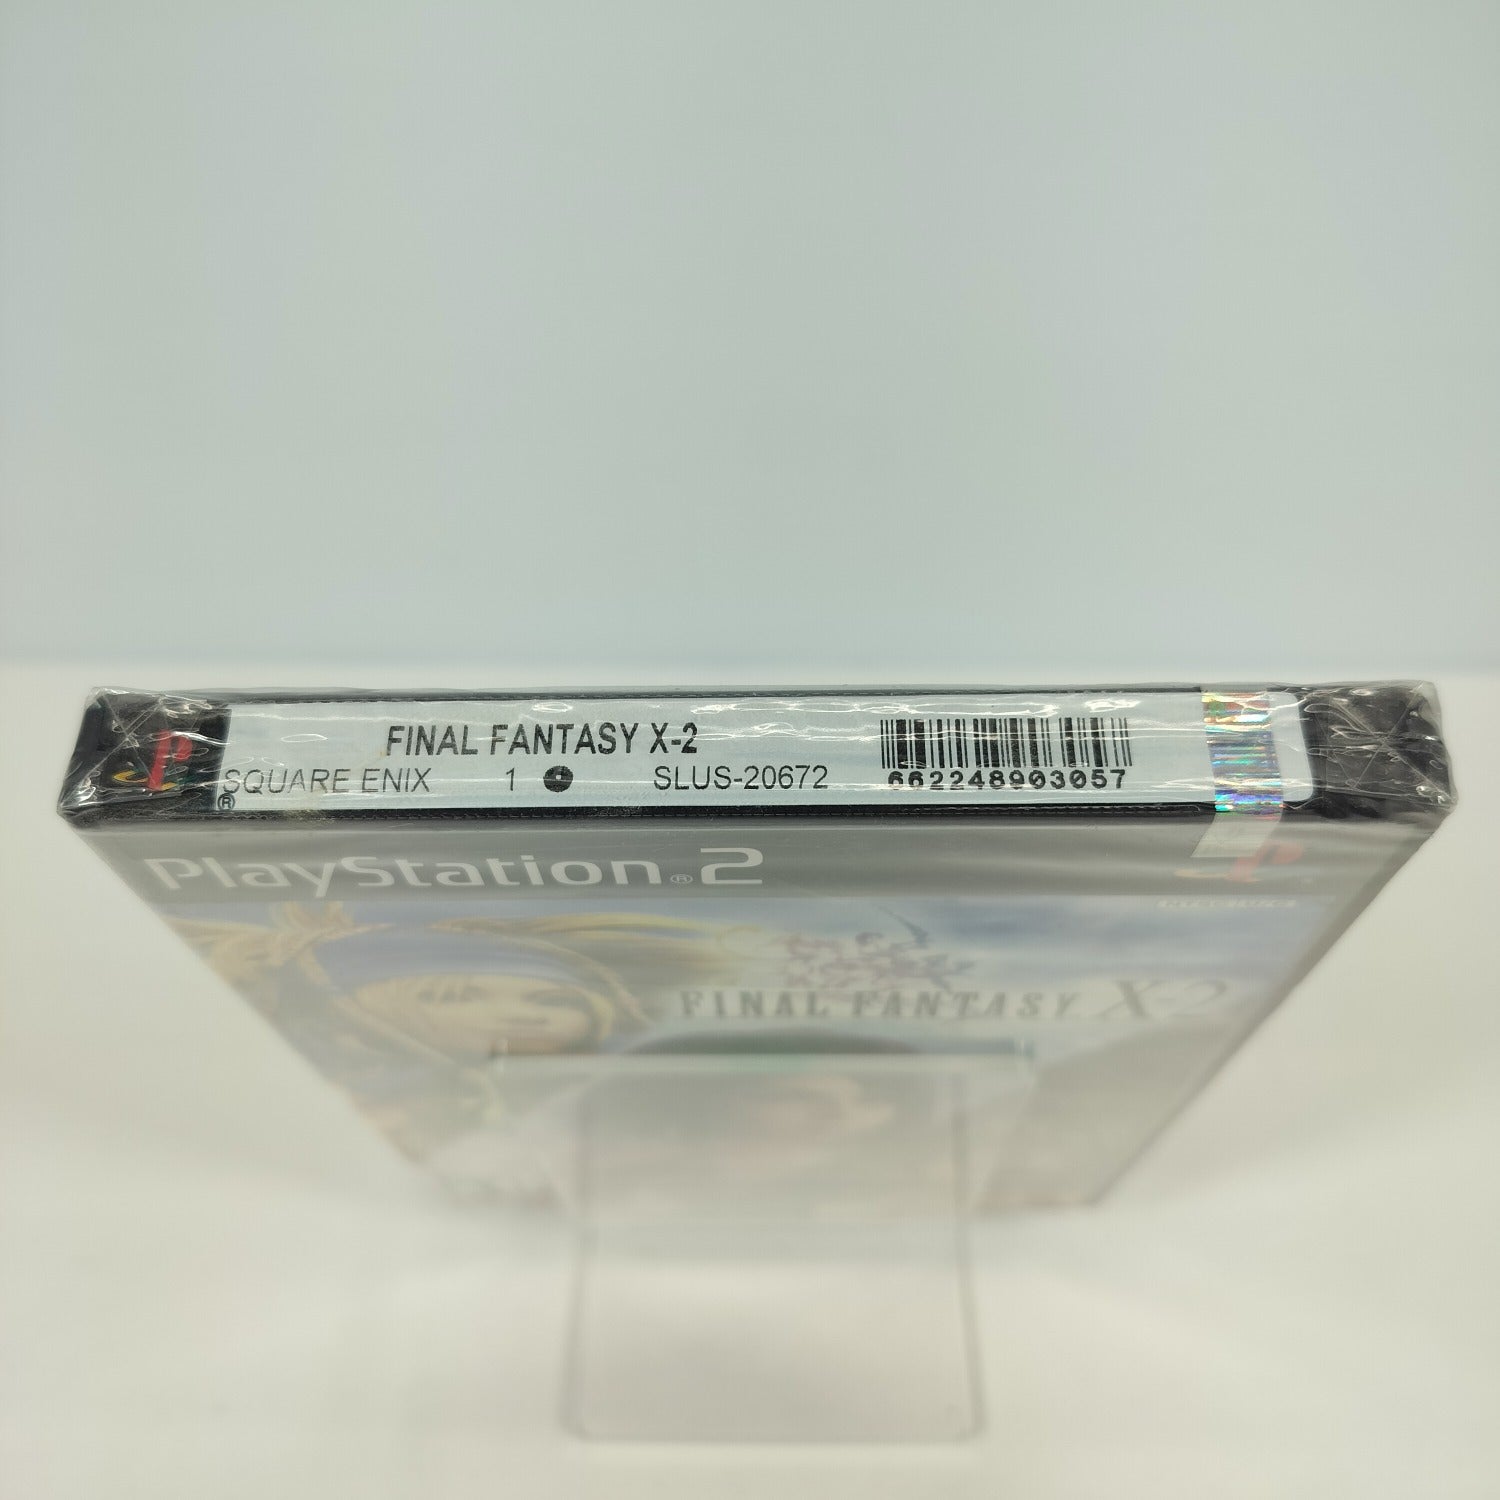 FINAL FANTASY X-2
SQUARE ENIX 1 SLUS-20672
662248903057
®
PlayStation®2
FINAL FANTASY X-2